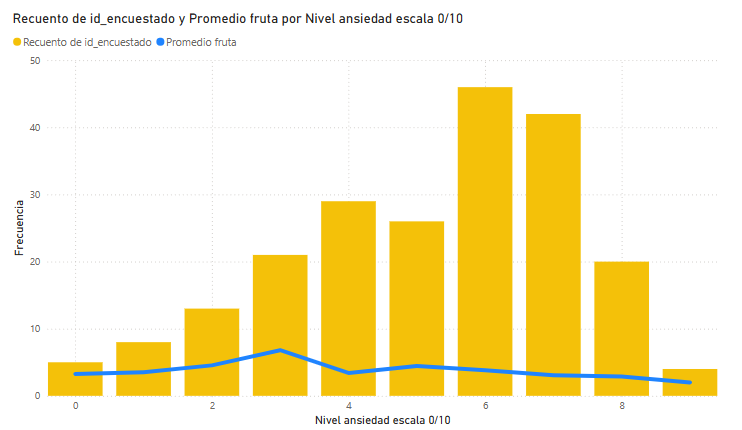 Recuento de id_encuestado y Promedio fruta por Nivel ansiedad escala 0/10
Recuento de id_encuestado Promedio fruta
50
40
30
20
10
0
Frecuencia
0 2 4 6 8
Nivel ansiedad escala 0/10